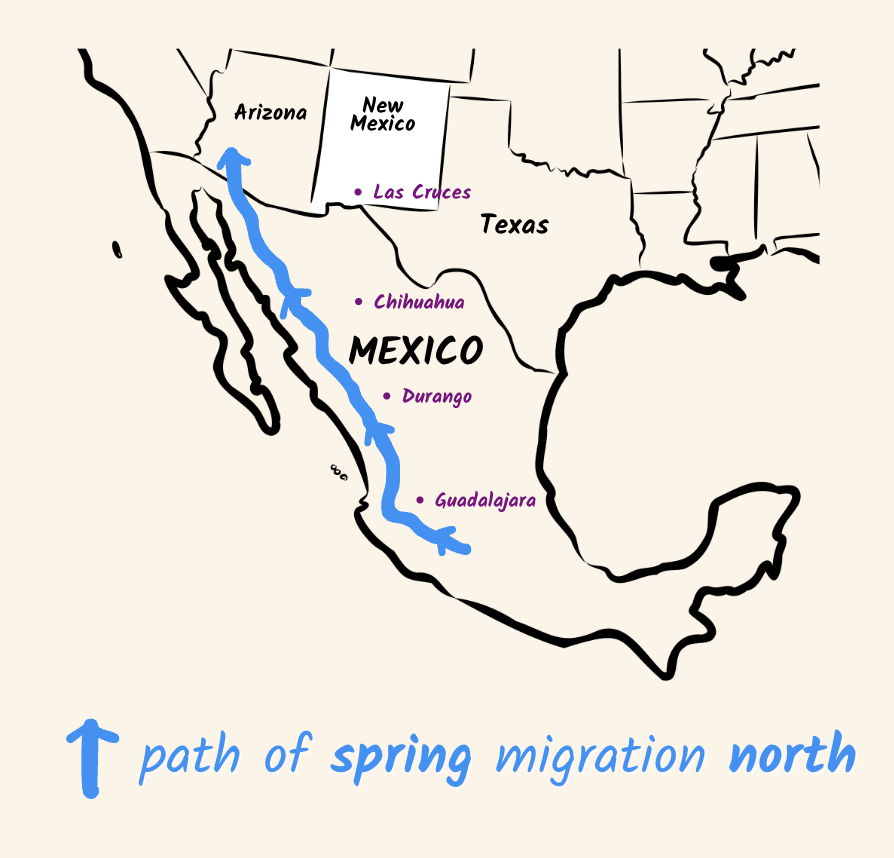 Arizona
New
Mexico
Las Cruces
Texas
Chihuahua
MEXICO
Durango
Guadalajara
path of spring migration north